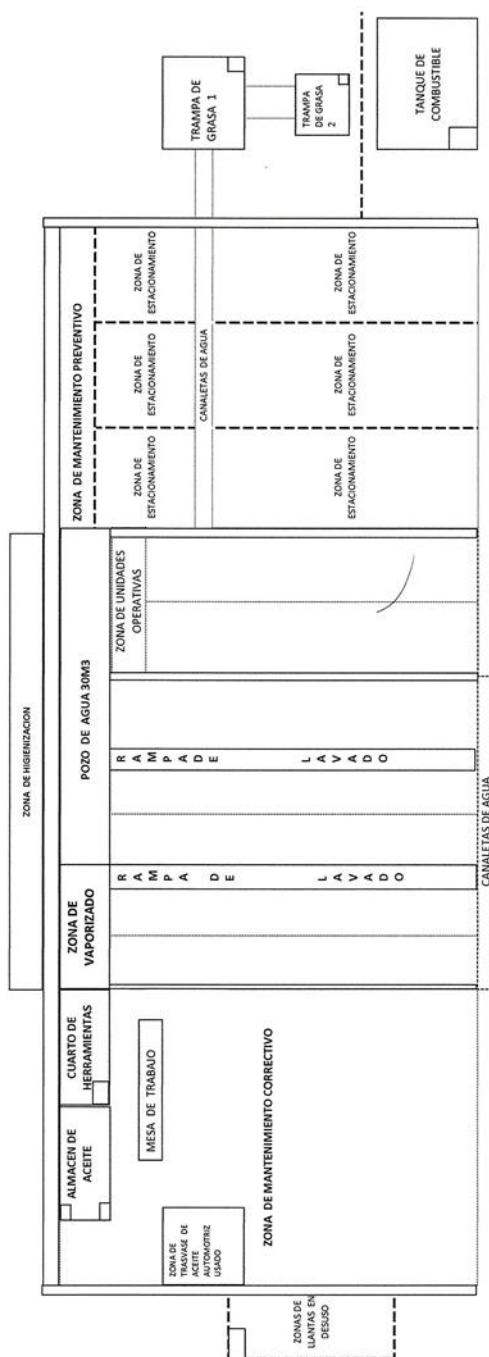 ZONA DE HIGIENIZACION
ALMACEN DE
ACEITE
CUARTO DE
HERRAMIENTAS
ZONA DE
VAPORIZADO
POZO DE AGUA 30M3
ZONA DE MANTENIMIENTO PREVENTIVO
MESA DE TRABAJO
ZONA DE
TRASVASE DE
ACEITE
AUTOMOTRIZ
USADO
ZONA DE MANTENIMIENTO CORRECTIVO
ZONAS DE
LLANTAS EN
DESUSO
RAMPA DE LAVADO
RAMPADE LAVADO
ZONA DE UNIDADES
OPERATIVAS
ZONA DE
ESTACIONAMIENTO
ZONA DE
ESTACIONAMIENTO
ZONA DE
ESTACIONAMIENTO
CANALETAS DE AGUA
ZONA DE
ESTACIONAMIENTO
ZONA DE
ESTACIONAMIENTO
ZONA DE
ESTACIONAMIENTO
CANALETAS DE AGUA
TRAMPA DE
GRASA 1
TRAMPA
DE GRASA
2
TANQUE DE
COMBUSTIBLE